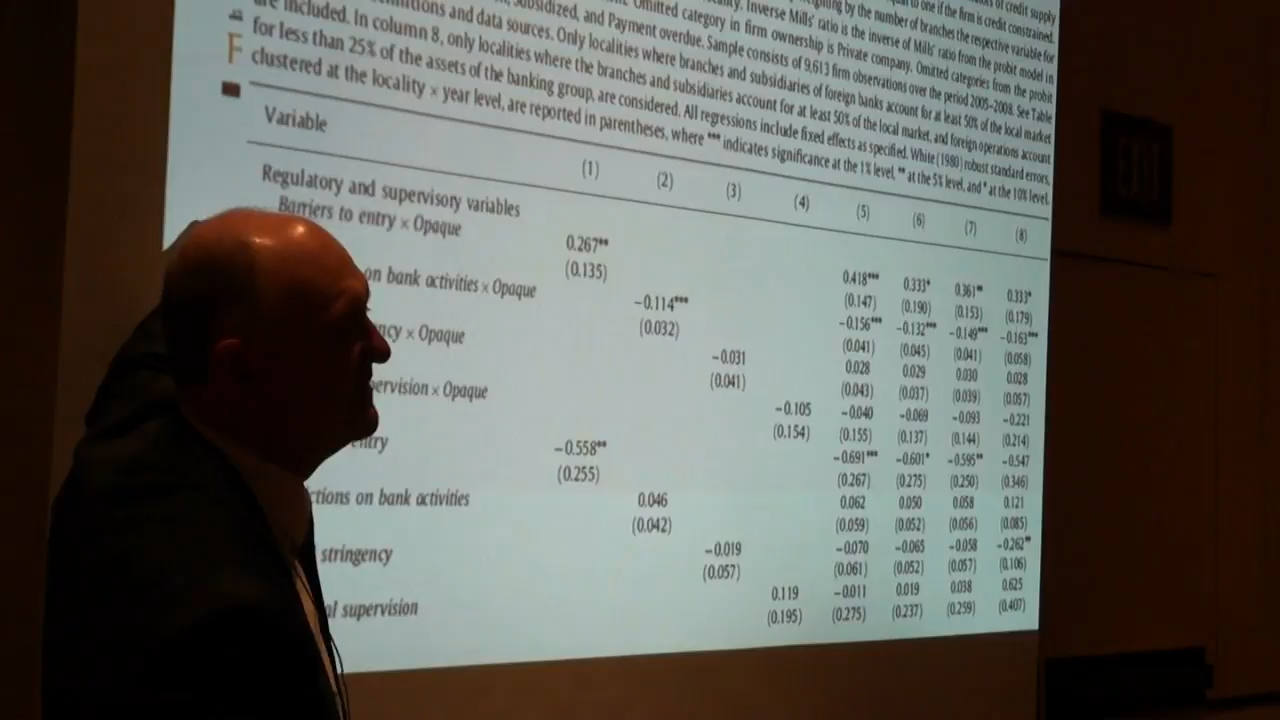 of credit supply
ighting by the number of branches the respective variable for
qual to one if the firm is credit constrained.
Inverse Mills' ratio is the inverse of Mills' ratio from the probit model in
Omitted category in firm ownership is Private company. Omitted categories from the probit
ubsidized, and Payment overdue. Sample consists of 9,613 firm observations over the period 2005–2008. See Table
and data sources. Only localities where branches and subsidiaries of foreign banks account for at least 50% of the local market
are included. In column 8, only localities where the branches and subsidiaries account for at least 50% of the local market, and foreign operations account
for less than 25% of the assets of the banking group, are considered. All regressions include fixed effects as specified. White (1980) robust standard errors,
clustered at the locality × year level, are reported in parentheses, where *** indicates significance at the 1% level, ** at the 5% level, and * at the 10% level.
F
Variable (1) (2) (3) (4) (5) (6) (7) (8)
Regulatory and supervisory variables
Barriers to entry × Opaque 0.267** 0.418*** 0.333* 0.361** 0.313*
(0.135) (0.147) (0.190) (0.153) (0.179)
on bank activities × Opaque −0.114*** −0.156*** −0.132*** −0.149*** −0.163***
(0.032) (0.041) (0.045) (0.041) (0.058)
ncy × Opaque −0.031 0.028 0.029 0.030 0.028
(0.041) (0.043) (0.037) (0.039) (0.057)
ervision × Opaque −0.105 −0.040 −0.069 −0.093 −0.221
(0.154) (0.155) (0.137) (0.144) (0.214)
entry −0.558** −0.691*** −0.601* −0.595** −0.547
(0.255) (0.267) (0.275) (0.250) (0.346)
ctions on bank activities 0.046 0.062 0.050 0.058 0.121
(0.042) (0.059) (0.052) (0.056) (0.085)
stringency −0.019 −0.070 −0.065 −0.058 −0.262**
(0.057) (0.061) (0.052) (0.057) (0.106)
al supervision 0.119 −0.011 0.019 0.038 0.625
(0.195) (0.275) (0.237) (0.259) (0.407)
EXIT